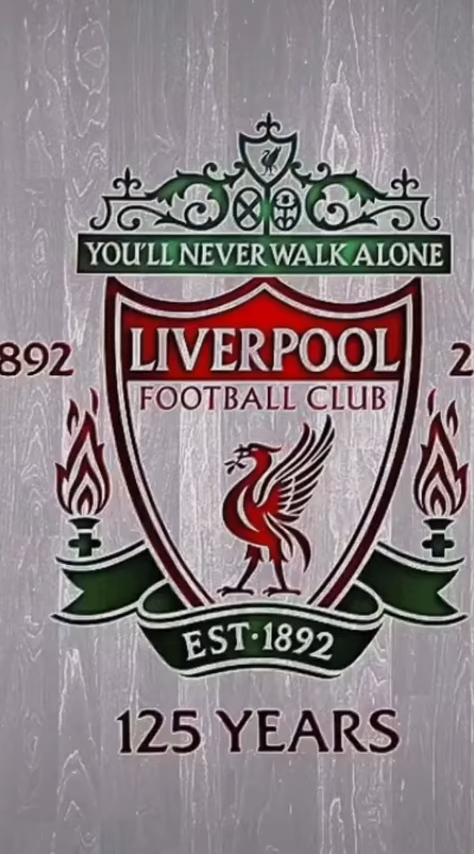 YOU'LL NEVER WALK ALONE
LIVERPOOL
892 2
FOOTBALL CLUB
EST·1892
125 YEARS